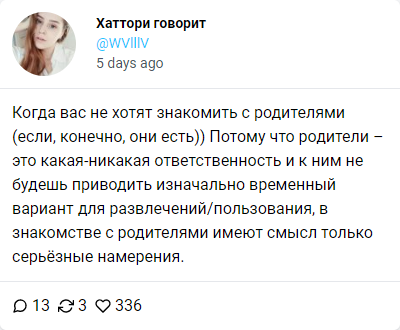 Хаттори говорит
@WVlllV
5 days ago
Когда вас не хотят знакомить с родителями
(если, конечно, они есть)) Потому что родители –
это какая-никакая ответственность и к ним не
будешь приводить изначально временный
вариант для развлечений/пользования, в
знакомстве с родителями имеют смысл только
серьёзные намерения.
13 3 336